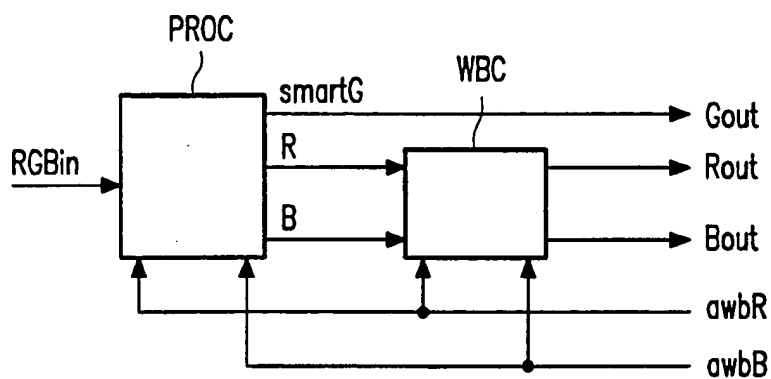 PROC
WBC
smartG
Gout
RGBin
R
Rout
B
Bout
awbR
awbB